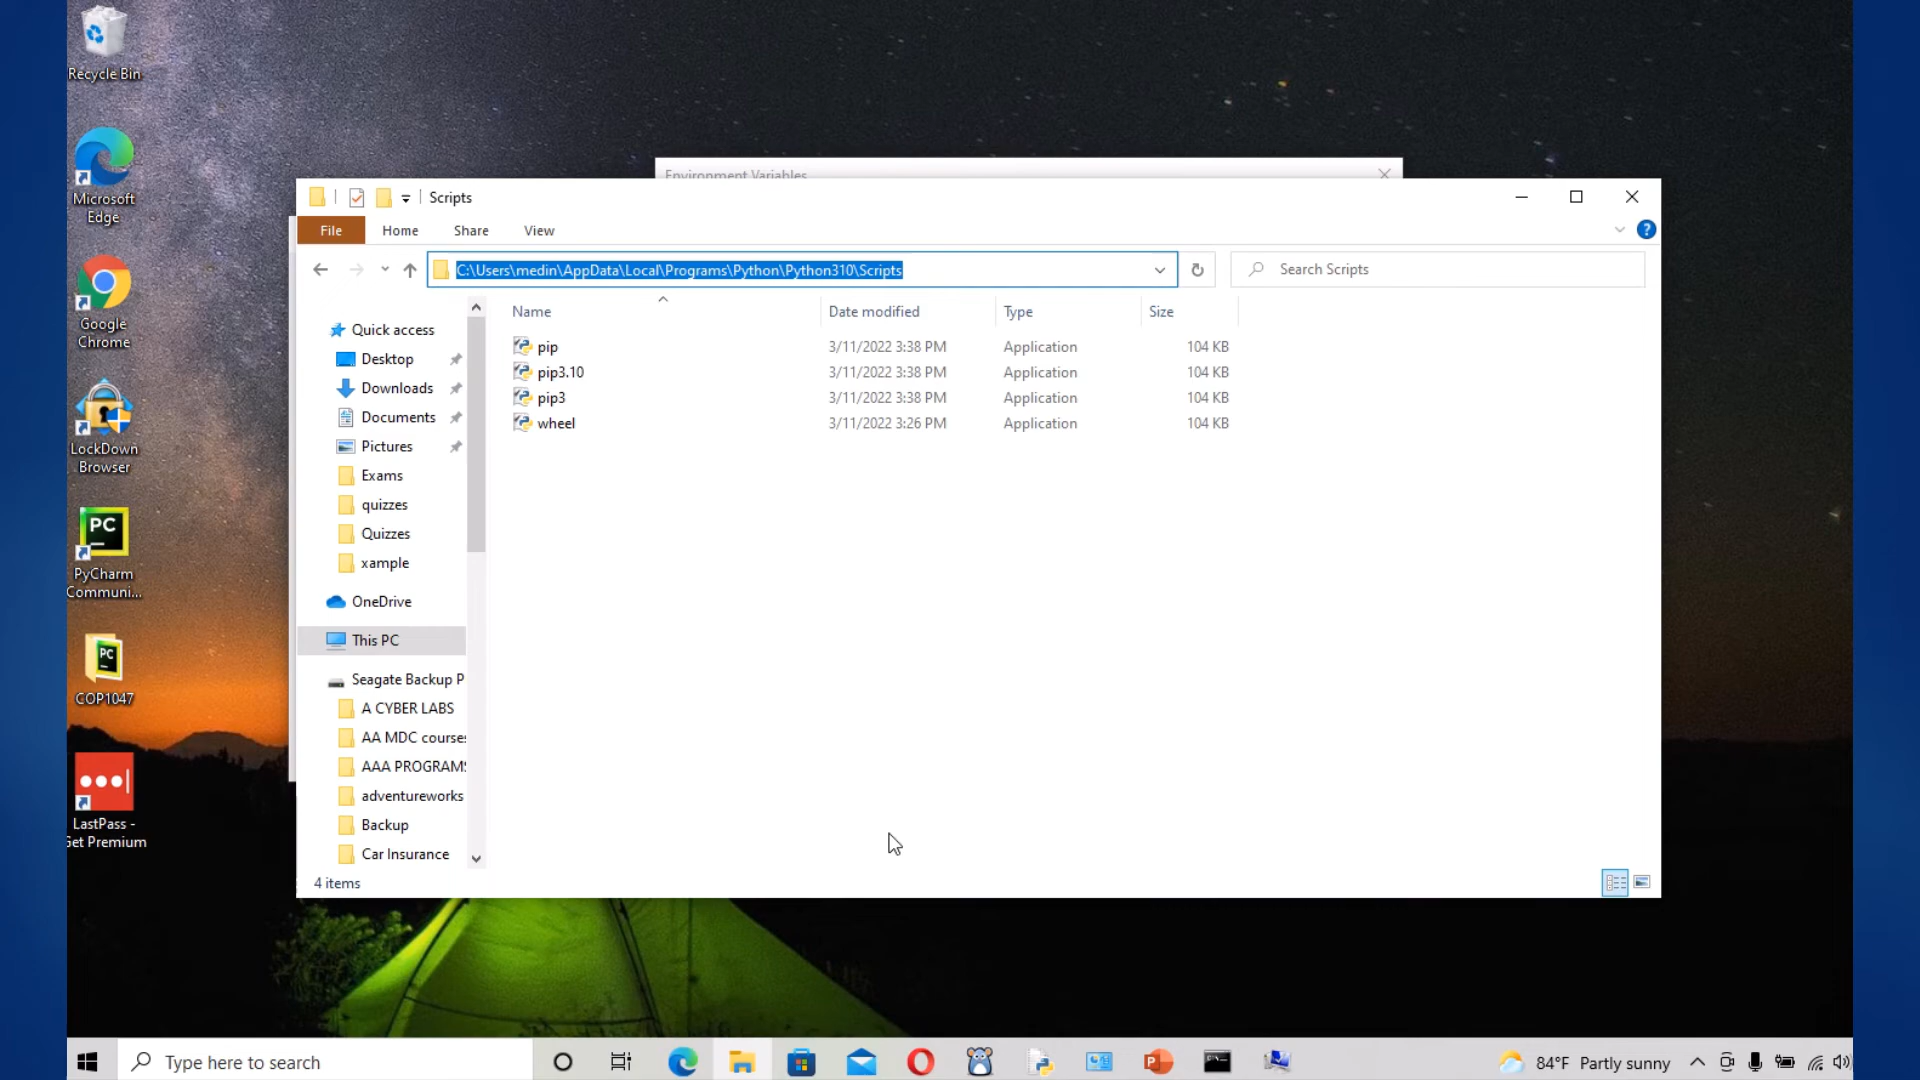 Recycle Bin
Microsoft
Edge
Google
Chrome
LockDown
Browser
PC
PyCharm
Communi...
PC
COP1047
LastPass -
Get Premium
Environment Variables
Scripts
File
Home
Share
View
C:\Users\medin\AppData\Local\Programs\Python\Python310\Scripts
Search Scripts
Name
Date modified
Type
Size
pip
3/11/2022 3:38 PM
Application
104 KB
pip3.10
3/11/2022 3:38 PM
Application
104 KB
pip3
3/11/2022 3:38 PM
Application
104 KB
wheel
3/11/2022 3:26 PM
Application
104 KB
Quick access
Desktop
Downloads
Documents
Pictures
Exams
quizzes
Quizzes
xample
OneDrive
This PC
Seagate Backup P
A CYBER LABS
AA MDC courses
AAA PROGRAMS
adventureworks
Backup
Car Insurance
4 items
Type here to search
84°F Partly sunny